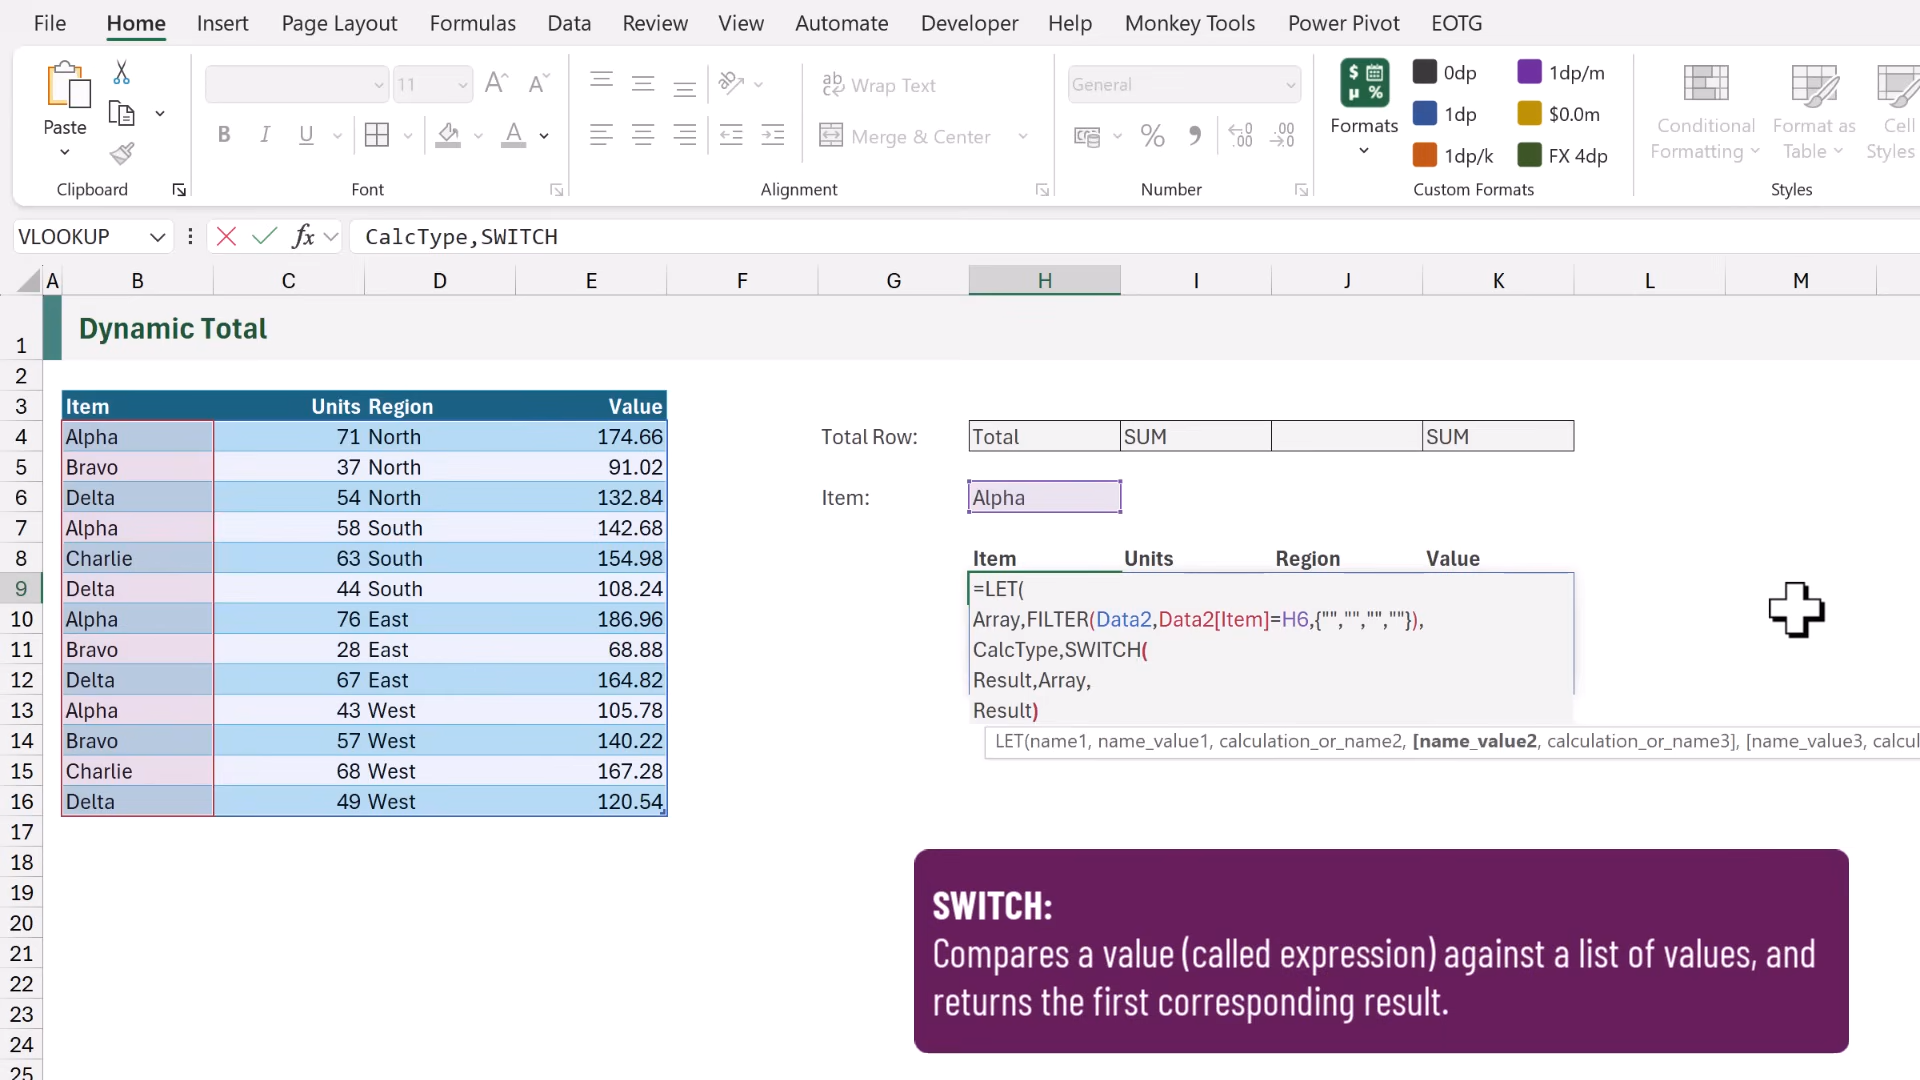 File Home Insert Page Layout Formulas Data Review View Automate Developer Help Monkey Tools Power Pivot EOTG
Paste
Clipboard
11
B I U
Font
Wrap Text
Merge & Center
Alignment
General
Number
Formats
0dp 1dp/m
1dp $0.0m
1dp/k FX 4dp
Custom Formats
Conditional Formatting
Format as Table
Cell Styles
Styles
VLOOKUP fx CalcType,SWITCH
A B C D E F G H I J K L M
1 Dynamic Total
2
3 Item Units Region Value
4 Alpha 71 North 174.66 Total Row: Total SUM SUM
5 Bravo 37 North 91.02
6 Delta 54 North 132.84 Item: Alpha
7 Alpha 58 South 142.68
8 Charlie 63 South 154.98 Item Units Region Value
9 Delta 44 South 108.24 =LET(
10 Alpha 76 East 186.96 Array,FILTER(Data2,Data2[Item]=H6,{"","","",""}),
11 Bravo 28 East 68.88 CalcType,SWITCH(
12 Delta 67 East 164.82 Result,Array,
13 Alpha 43 West 105.78 Result)
14 Bravo 57 West 140.22 LET(name1, name_value1, calculation_or_name2, [name_value2, calculation_or_name3], [name_value3, calcul
15 Charlie 68 West 167.28
16 Delta 49 West 120.54
17
18
19
20
21
22
23
24
25
SWITCH:
Compares a value (called expression) against a list of values, and
returns the first corresponding result.